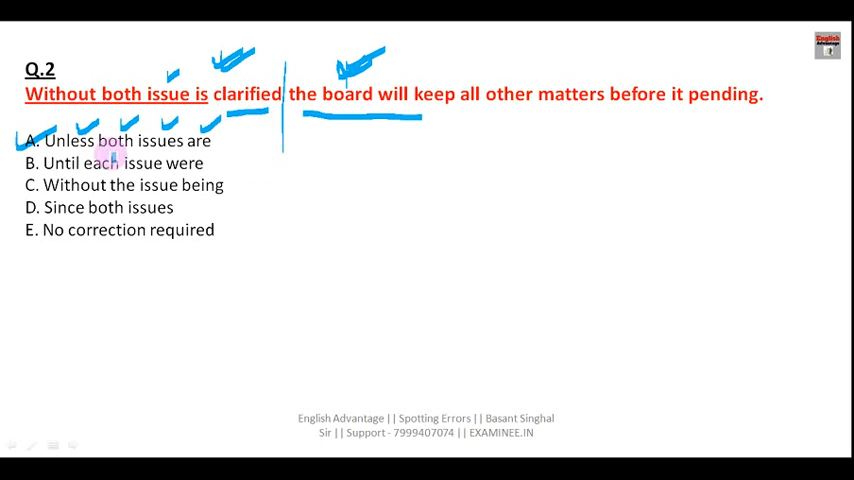 English
Advantage
Q.2
Without both issue is clarified the board will keep all other matters before it pending.
A. Unless both issues are
B. Until each issue were
C. Without the issue being
D. Since both issues
E. No correction required
English Advantage || Spotting Errors || Basant Singhal
Sir || Support - 7999407074 || EXAMINEE.IN